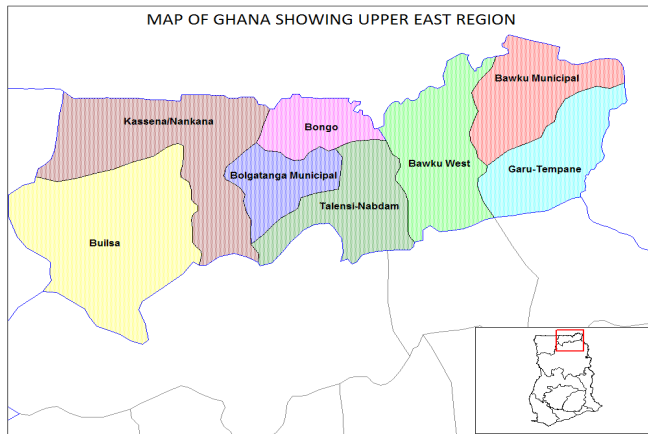 MAP OF GHANA SHOWING UPPER EAST REGION
Bawku Municipal
Kassena/Nankana
Bongo
Bawku West
Garu-Tempane
Bolgatanga Municipal
Talensi-Nabdam
Builsa